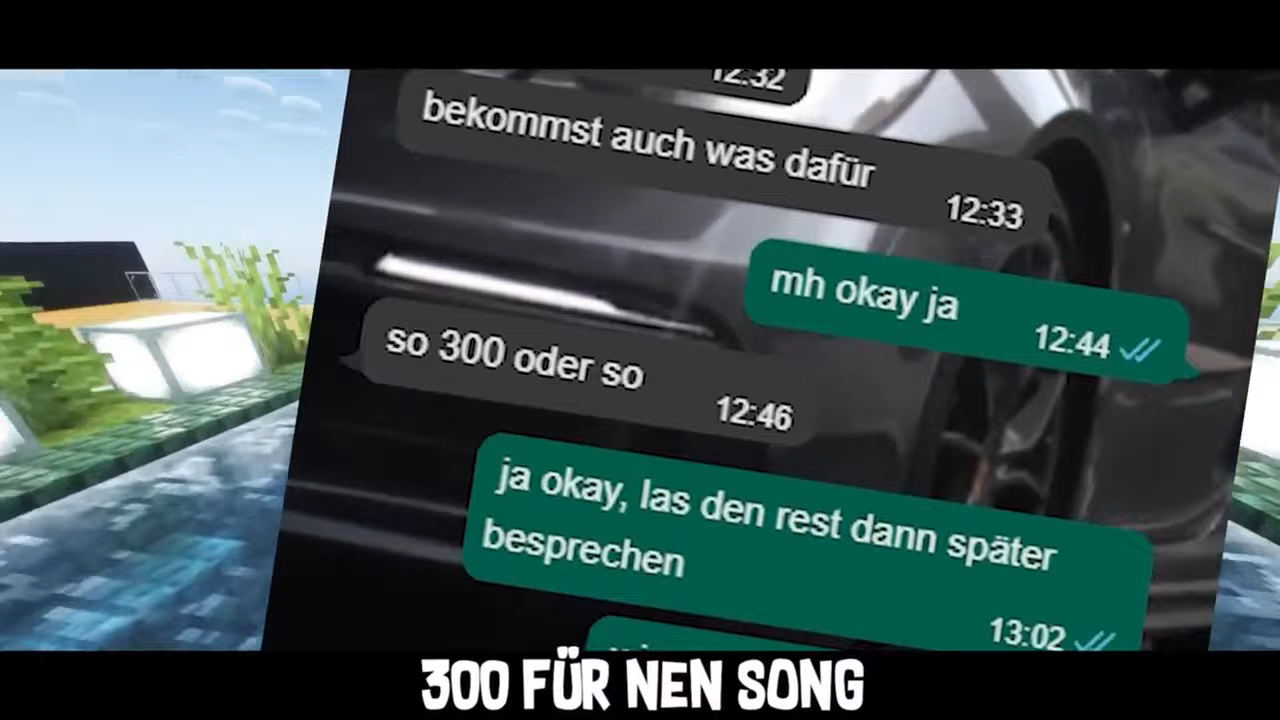 12:32
bekommst auch was dafür
12:33
mh okay ja
12:44
so 300 oder so
12:46
ja okay, las den rest dann später
besprechen
13:02
300 FÜR NEN SONG